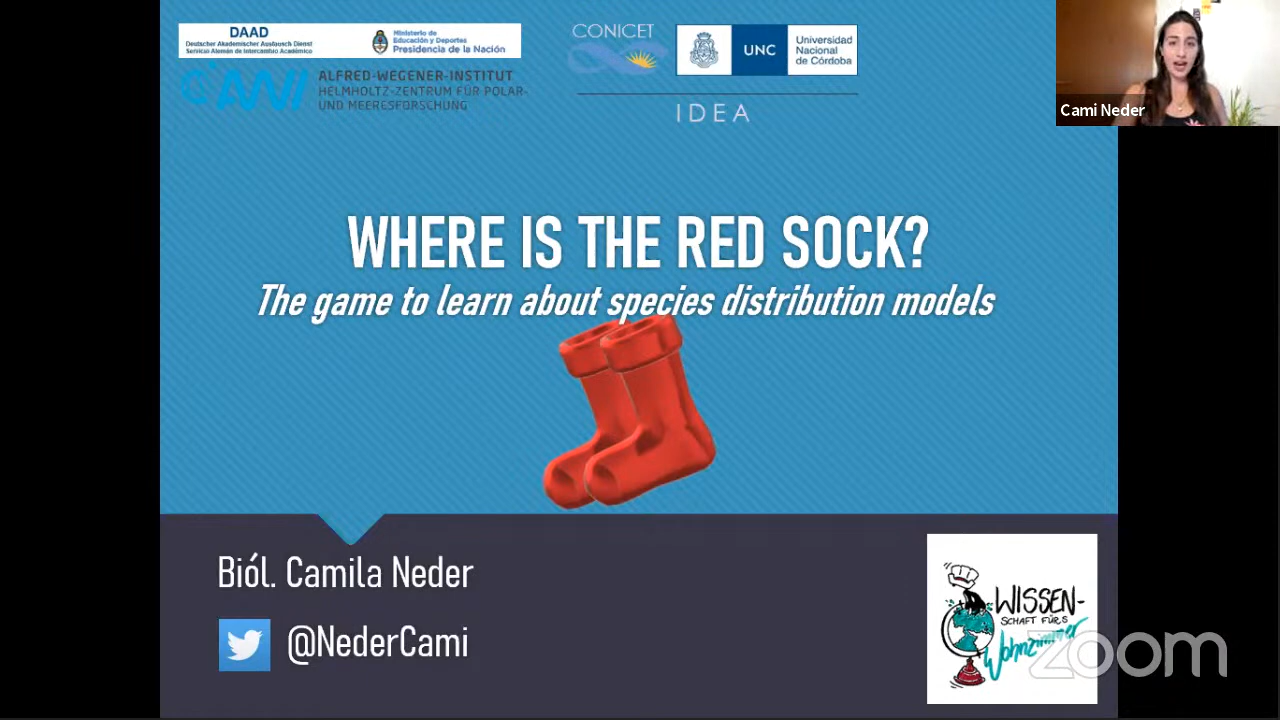 DAAD
Deutscher Akademischer Austausch Dienst
Servicio Alemán de Intercambio Académico
Ministerio de
Educación y Deportes
Presidencia de la Nación
AWI
ALFRED-WEGENER-INSTITUT
HELMHOLTZ-ZENTRUM FÜR POLAR-
UND MEERESFORSCHUNG
CONICET
UNC
Universidad
Nacional
de Córdoba
IDEA
Cami Neder
WHERE IS THE RED SOCK?
The game to learn about species distribution models
Biól. Camila Neder
@NederCami
WISSEN-
SCHAFT FÜRS
Wohnzimmer
zoom